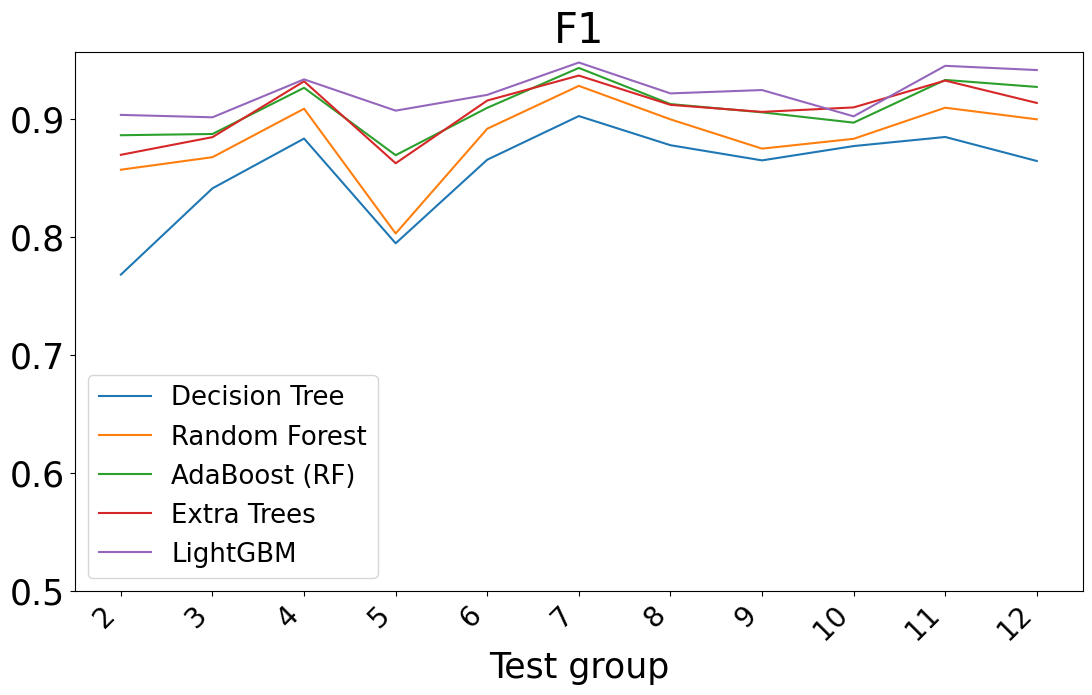 F1
0.9
0.8
0.7
0.6
0.5
Decision Tree
Random Forest
AdaBoost (RF)
Extra Trees
LightGBM
2 3 4 5 6 7 8 9 10 11 12
Test group